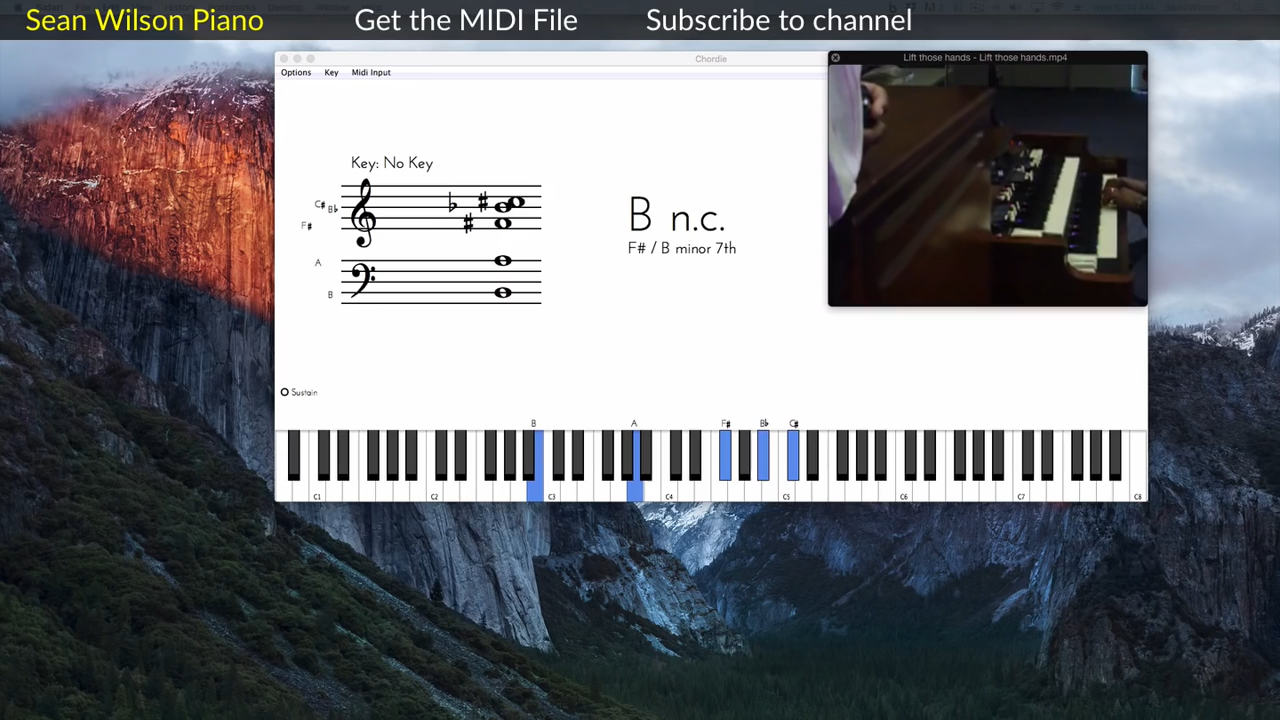 Sean Wilson Piano Get the MIDI File Subscribe to channel
Chordie
Lift those hands - Lift those hands.mp4
Options Key Midi Input
Key: No Key
C# Bb
F#
A
B
B n.c.
F# / B minor 7th
Sustain
B A F# Bb C#
C1 C2 C3 C4 C5 C6 C7 C8